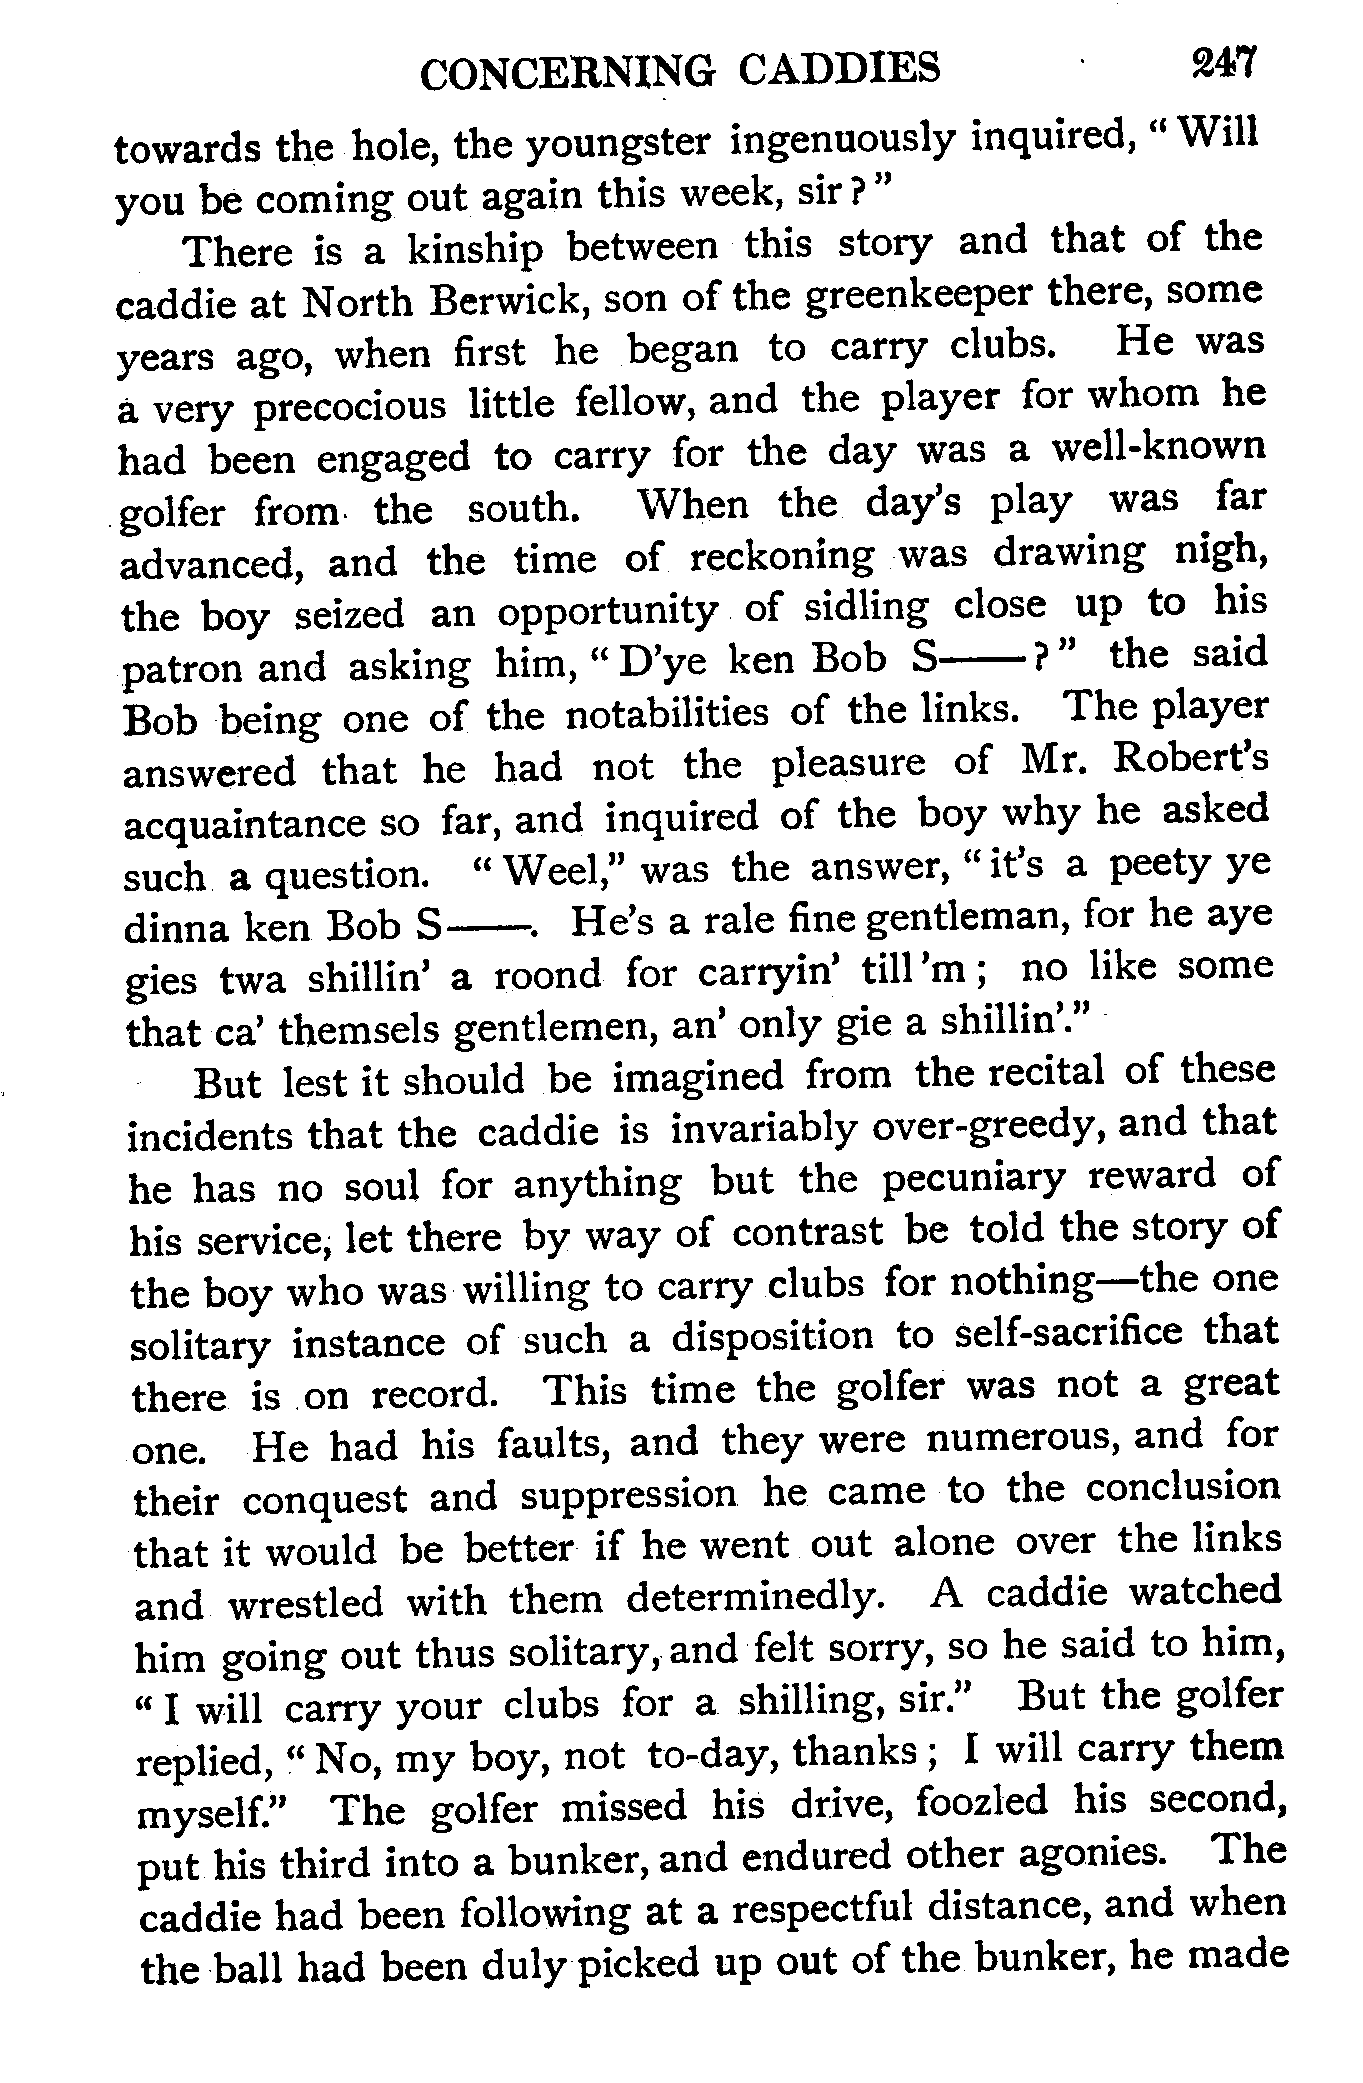 CONCERNING CADDIES 247
towards the hole, the youngster ingenuously inquired, “ Will
you be coming out again this week, sir ? ”
There is a kinship between this story and that of the
caddie at North Berwick, son of the greenkeeper there, some
years ago, when first he began to carry clubs. He was
a very precocious little fellow, and the player for whom he
had been engaged to carry for the day was a well-known
golfer from the south. When the day’s play was far
advanced, and the time of reckoning was drawing nigh,
the boy seized an opportunity of sidling close up to his
patron and asking him, “ D’ye ken Bob S——? ” the said
Bob being one of the notabilities of the links. The player
answered that he had not the pleasure of Mr. Robert’s
acquaintance so far, and inquired of the boy why he asked
such a question. “ Weel,” was the answer, “ it’s a peety ye
dinna ken Bob S——. He’s a rale fine gentleman, for he aye
gies twa shillin’ a roond for carryin’ till ’m ; no like some
that ca’ themsels gentlemen, an’ only gie a shillin’.”
But lest it should be imagined from the recital of these
incidents that the caddie is invariably over-greedy, and that
he has no soul for anything but the pecuniary reward of
his service, let there by way of contrast be told the story of
the boy who was willing to carry clubs for nothing—the one
solitary instance of such a disposition to self-sacrifice that
there is on record. This time the golfer was not a great
one. He had his faults, and they were numerous, and for
their conquest and suppression he came to the conclusion
that it would be better if he went out alone over the links
and wrestled with them determinedly. A caddie watched
him going out thus solitary, and felt sorry, so he said to him,
“ I will carry your clubs for a shilling, sir.” But the golfer
replied, “ No, my boy, not to-day, thanks ; I will carry them
myself.” The golfer missed his drive, foozled his second,
put his third into a bunker, and endured other agonies. The
caddie had been following at a respectful distance, and when
the ball had been duly picked up out of the bunker, he made